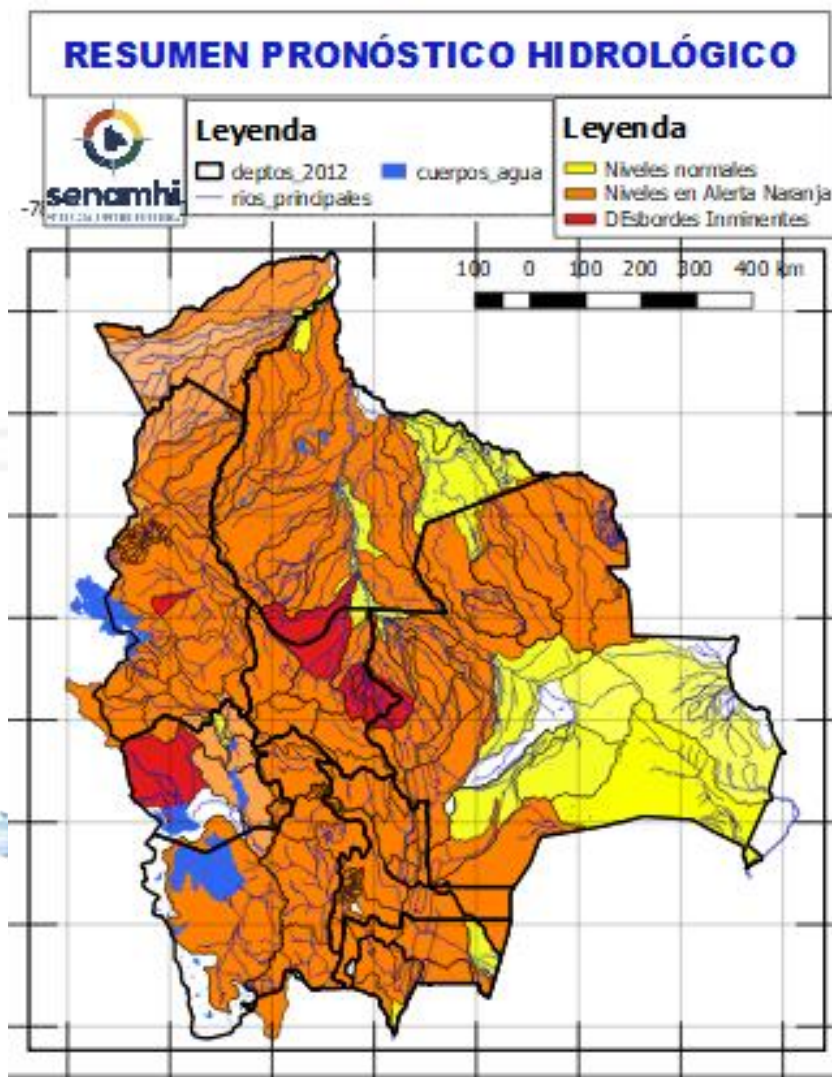 RESUMEN PRONÓSTICO HIDROLÓGICO
senamhi
Leyenda
deptos_2012
cuerpos_agua
rios_principales
Leyenda
Niveles normales
Niveles en Alerta Naranja
DEsbordes Inminentes
100 0 100 200 300 400 km